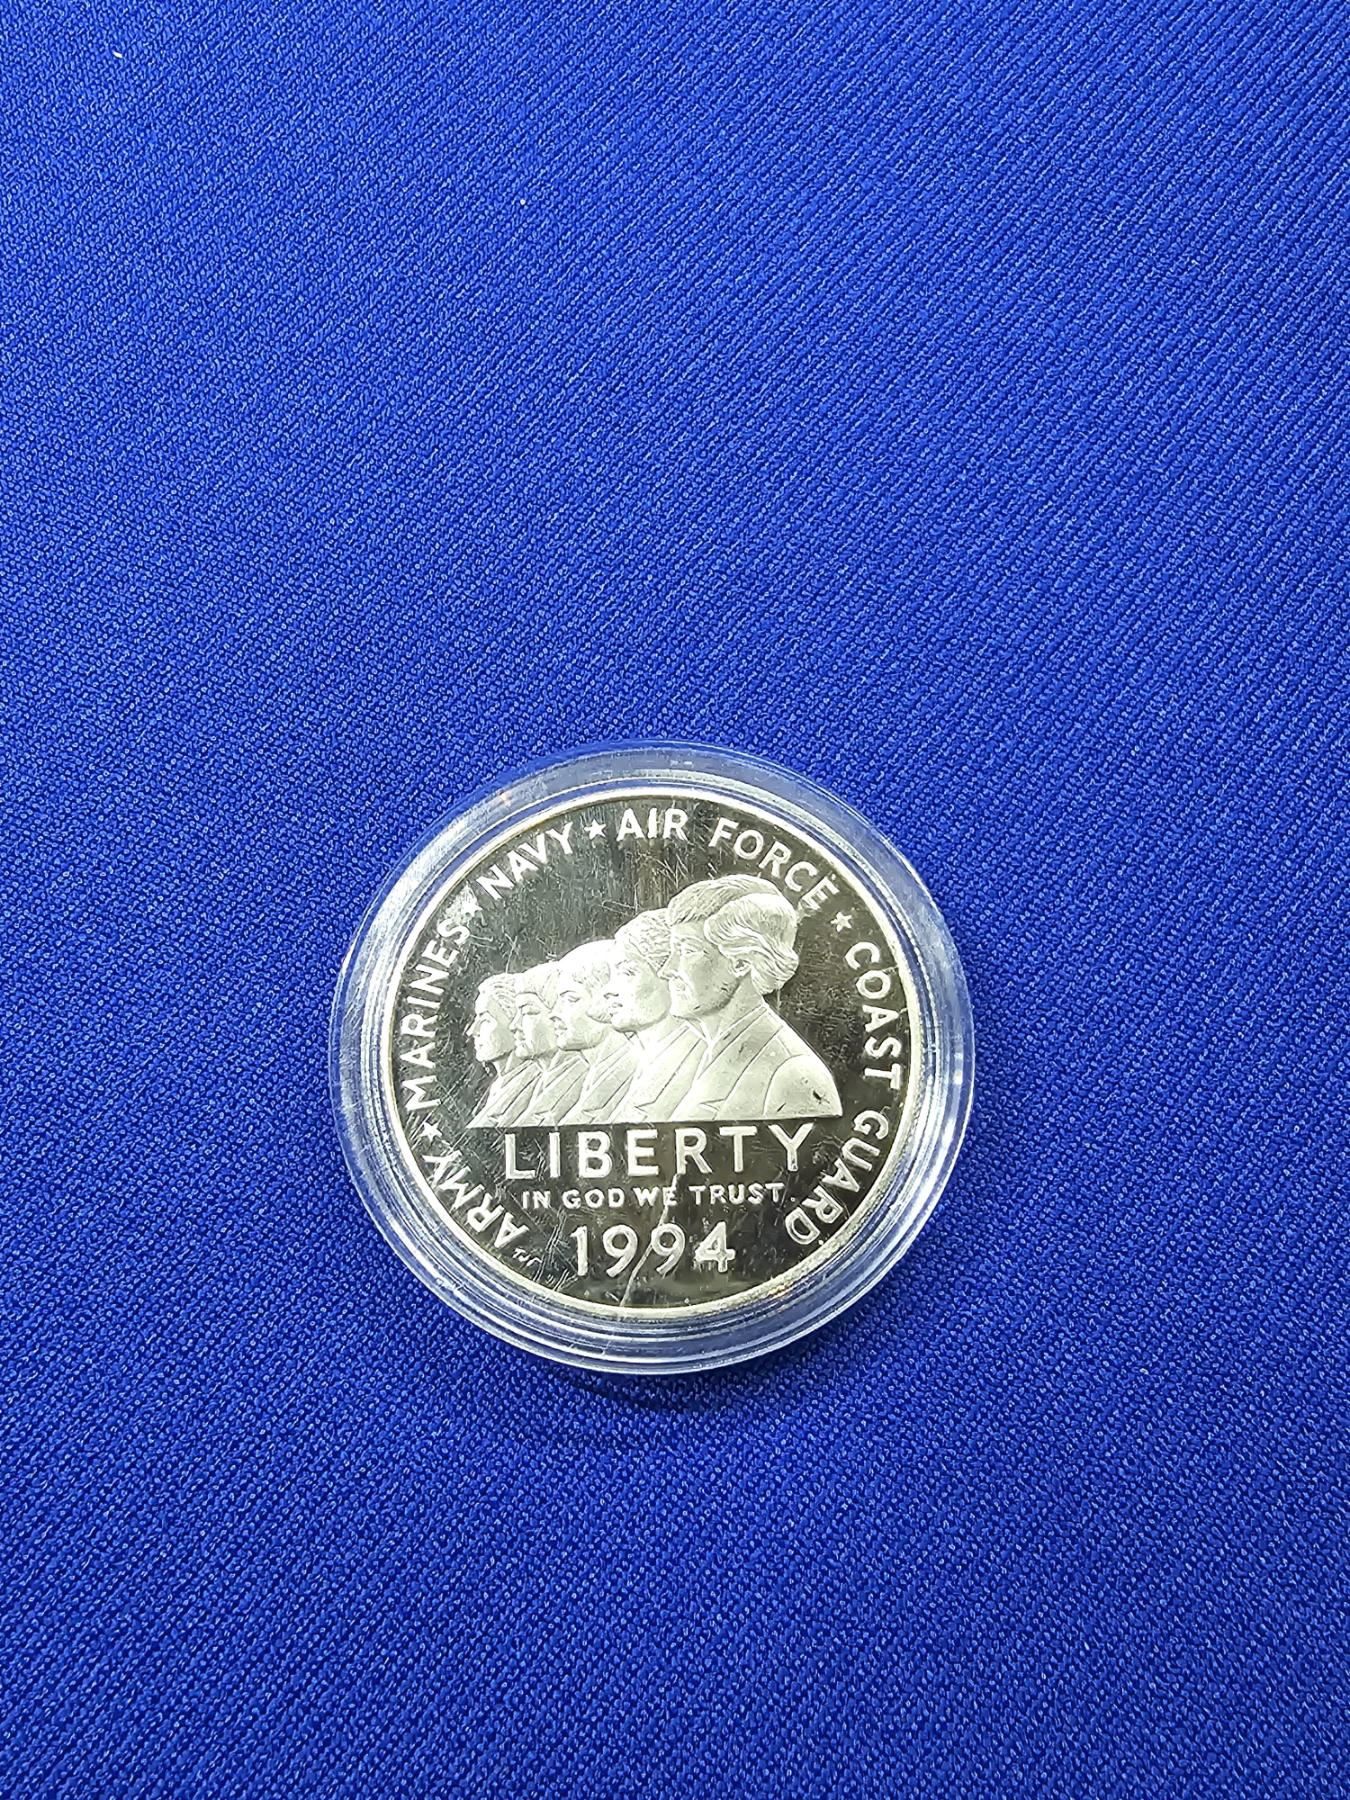 ARMY ★ MARINES ★ NAVY ★ AIR FORCE ★ COAST GUARD
LIBERTY
IN GOD WE TRUST
1994